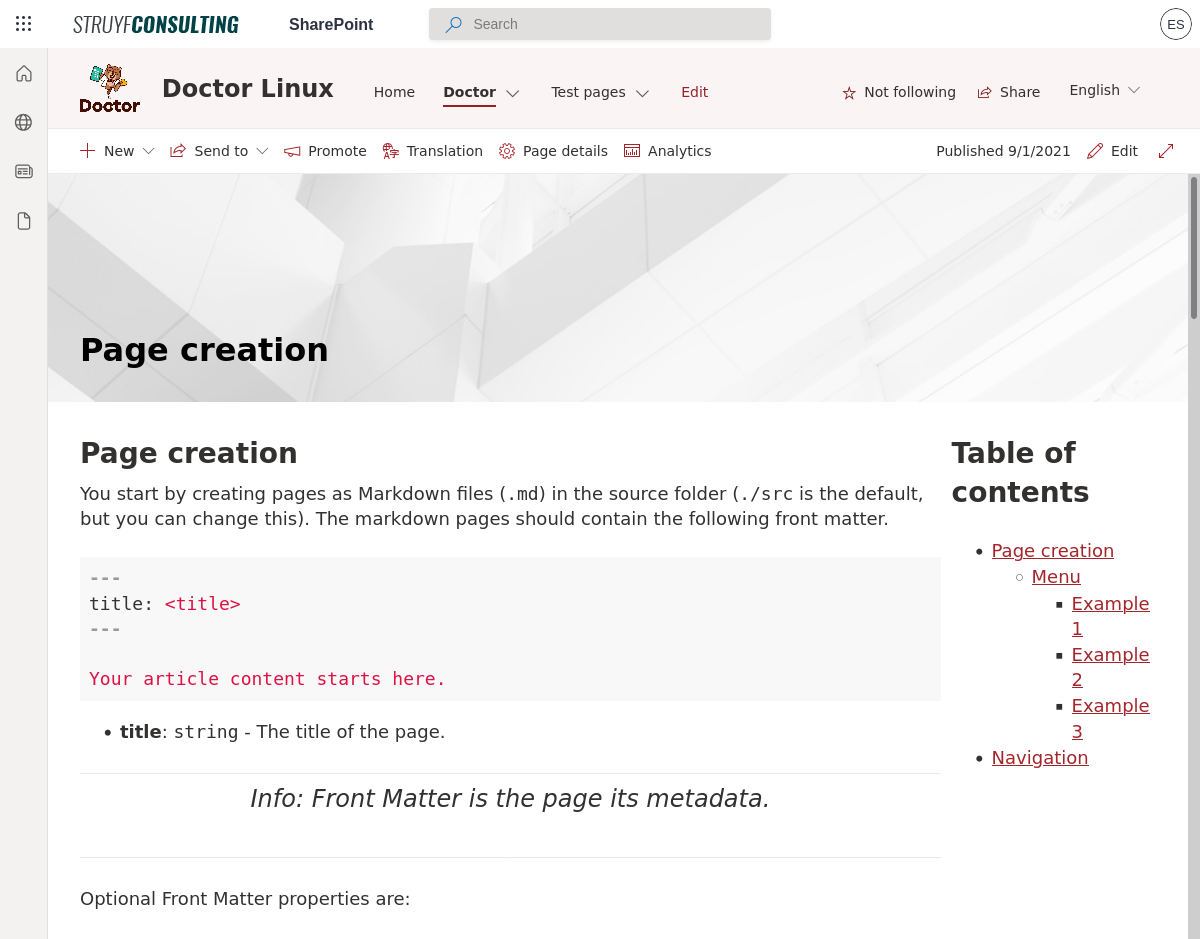 STRUYFCONSULTING SharePoint Search ES
Doctor
Doctor Linux Home Doctor Test pages Edit Not following Share English
New Send to Promote Translation Page details Analytics Published 9/1/2021 Edit
Page creation
Page creation
You start by creating pages as Markdown files (.md) in the source folder (./src is the default,
but you can change this). The markdown pages should contain the following front matter.
---
title: <title>
---
Your article content starts here.
• title: string - The title of the page.
Info: Front Matter is the page its metadata.
Optional Front Matter properties are:
Table of
contents
• Page creation
○ Menu
▪ Example
1
▪ Example
2
▪ Example
3
• Navigation